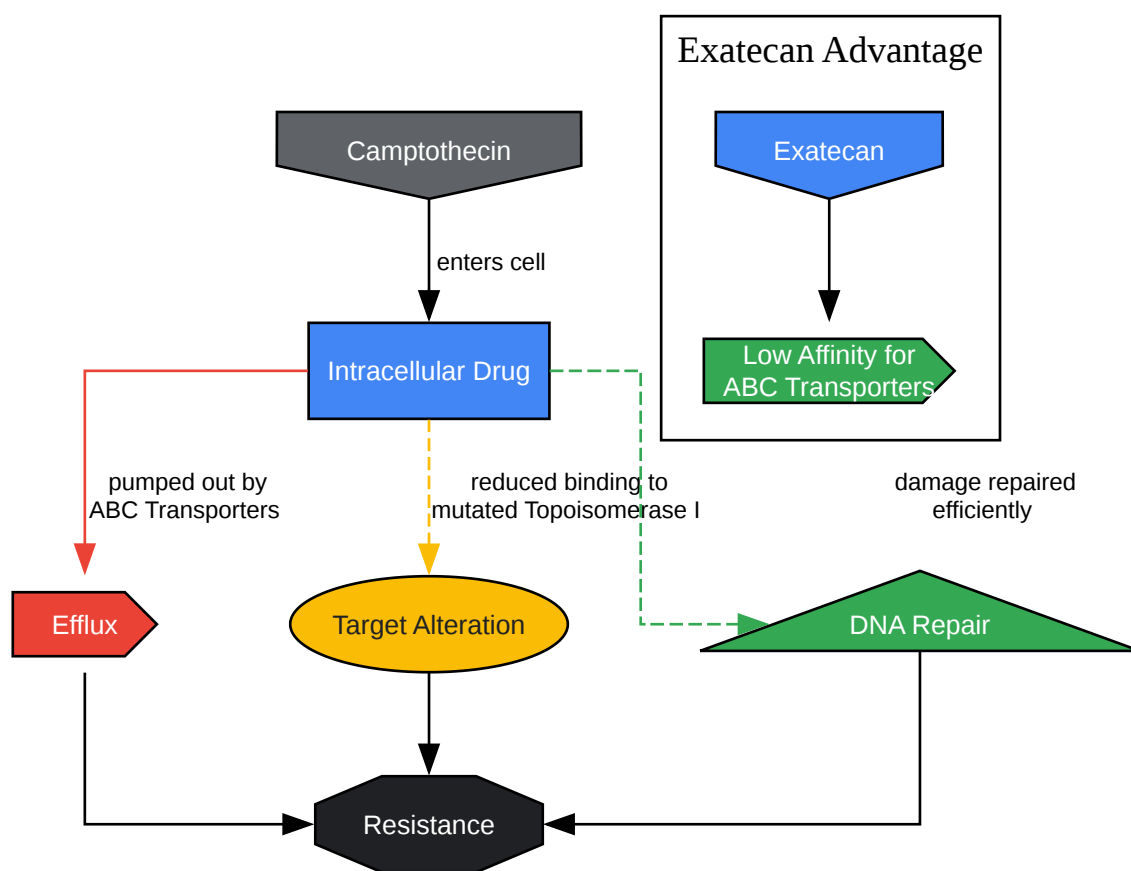 Exatecan Advantage
Camptothecin
Exatecan
enters cell
Intracellular Drug
Low Affinity for
ABC Transporters
pumped out by
ABC Transporters
reduced binding to
mutated Topoisomerase I
damage repaired
efficiently
Efflux
Target Alteration
DNA Repair
Resistance